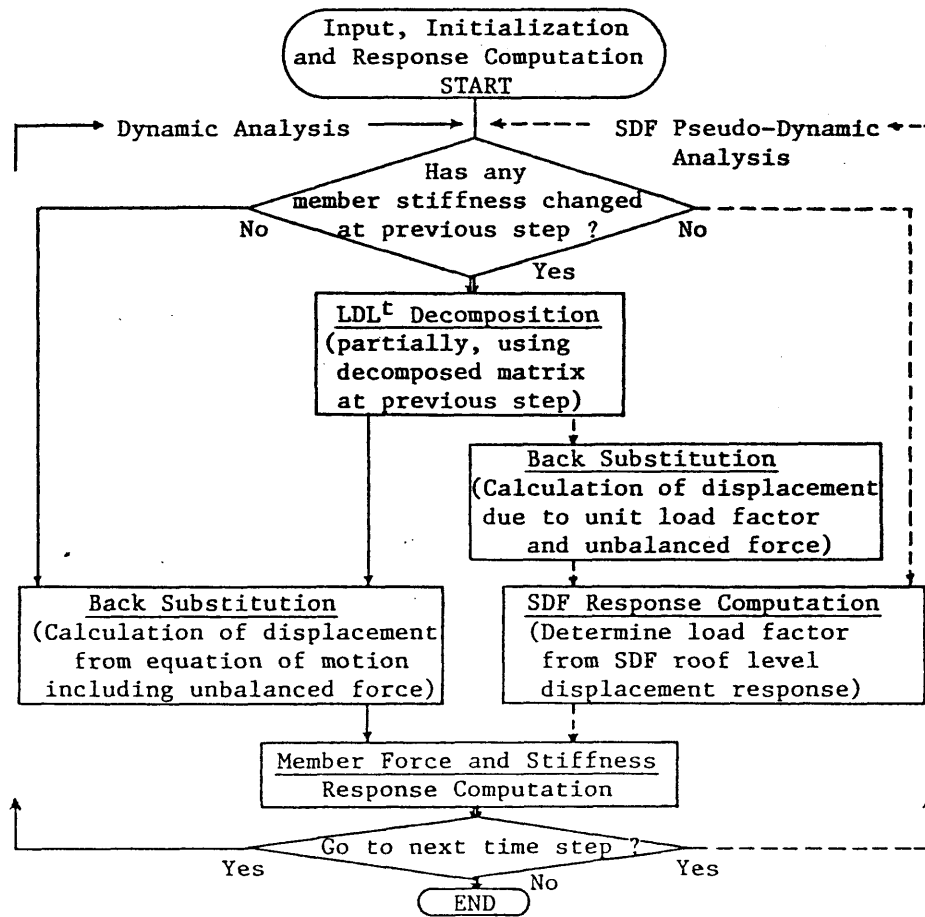 Input, Initialization
and Response Computation
START
Dynamic Analysis
SDF Pseudo-Dynamic
Analysis
Has any
member stiffness changed
at previous step ?
No
No
Yes
LDLᵗ Decomposition
(partially, using
decomposed matrix
at previous step)
Back Substitution
(Calculation of displacement
due to unit load factor
and unbalanced force)
Back Substitution
(Calculation of displacement
from equation of motion
including unbalanced force)
SDF Response Computation
(Determine load factor
from SDF roof level
displacement response)
Member Force and Stiffness
Response Computation
Go to next time step ?
Yes
Yes
No
END